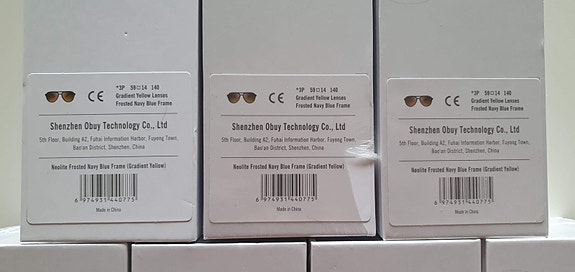 *3P 59□14 140
Gradient Yellow Lenses
Frosted Navy Blue Frame
CE
Shenzhen Obuy Technology Co., Ltd
5th Floor, Building A2, Fuhai Information Harbor, Fuyong Town,
Bao'an District, Shenzhen, China
Neolite Frosted Navy Blue Frame (Gradient Yellow)
6 974931 440775
Made in China
*3P 59□14 140
Gradient Yellow Lenses
Frosted Navy Blue Frame
CE
Shenzhen Obuy Technology Co., Ltd
5th Floor, Building A2, Fuhai Information Harbor, Fuyong Town,
Bao'an District, Shenzhen, China
Neolite Frosted Navy Blue Frame (Gradient Yellow)
6 974931 440775
Made in China
*3P 59□14 140
Gradient Yellow Lenses
Frosted Navy Blue Frame
CE
Shenzhen Obuy Technology Co., Ltd
5th Floor, Building A2, Fuhai Information Harbor, Fuyong Town,
Bao'an District, Shenzhen, China
Neolite Frosted Navy Blue Frame (Gradient Yellow)
6 974931 440775
Made in China